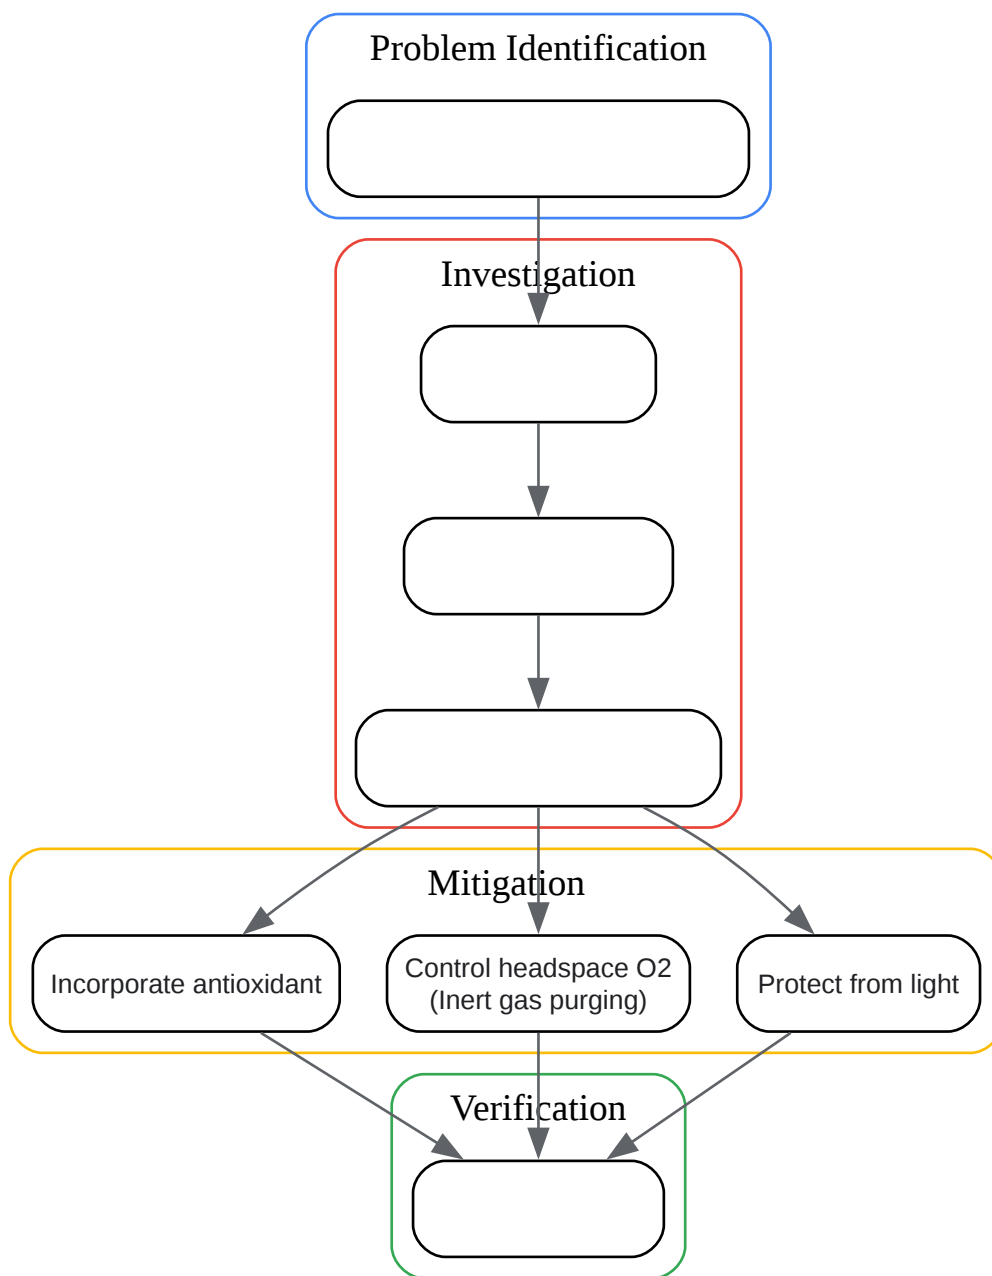 Problem Identification
Investigation
Mitigation
Incorporate antioxidant
Control headspace O2
(Inert gas purging)
Protect from light
Verification